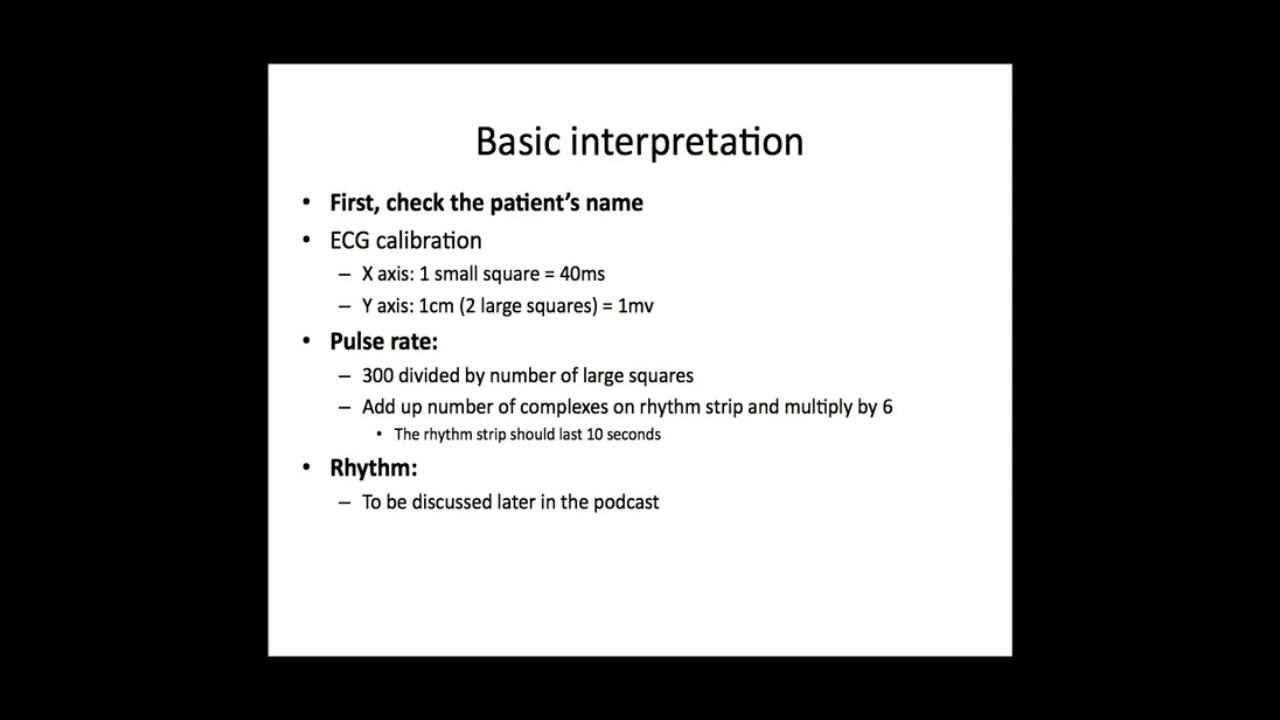 Basic interpretation
• First, check the patient's name
• ECG calibration
– X axis: 1 small square = 40ms
– Y axis: 1cm (2 large squares) = 1mv
• Pulse rate:
– 300 divided by number of large squares
– Add up number of complexes on rhythm strip and multiply by 6
• The rhythm strip should last 10 seconds
• Rhythm:
– To be discussed later in the podcast